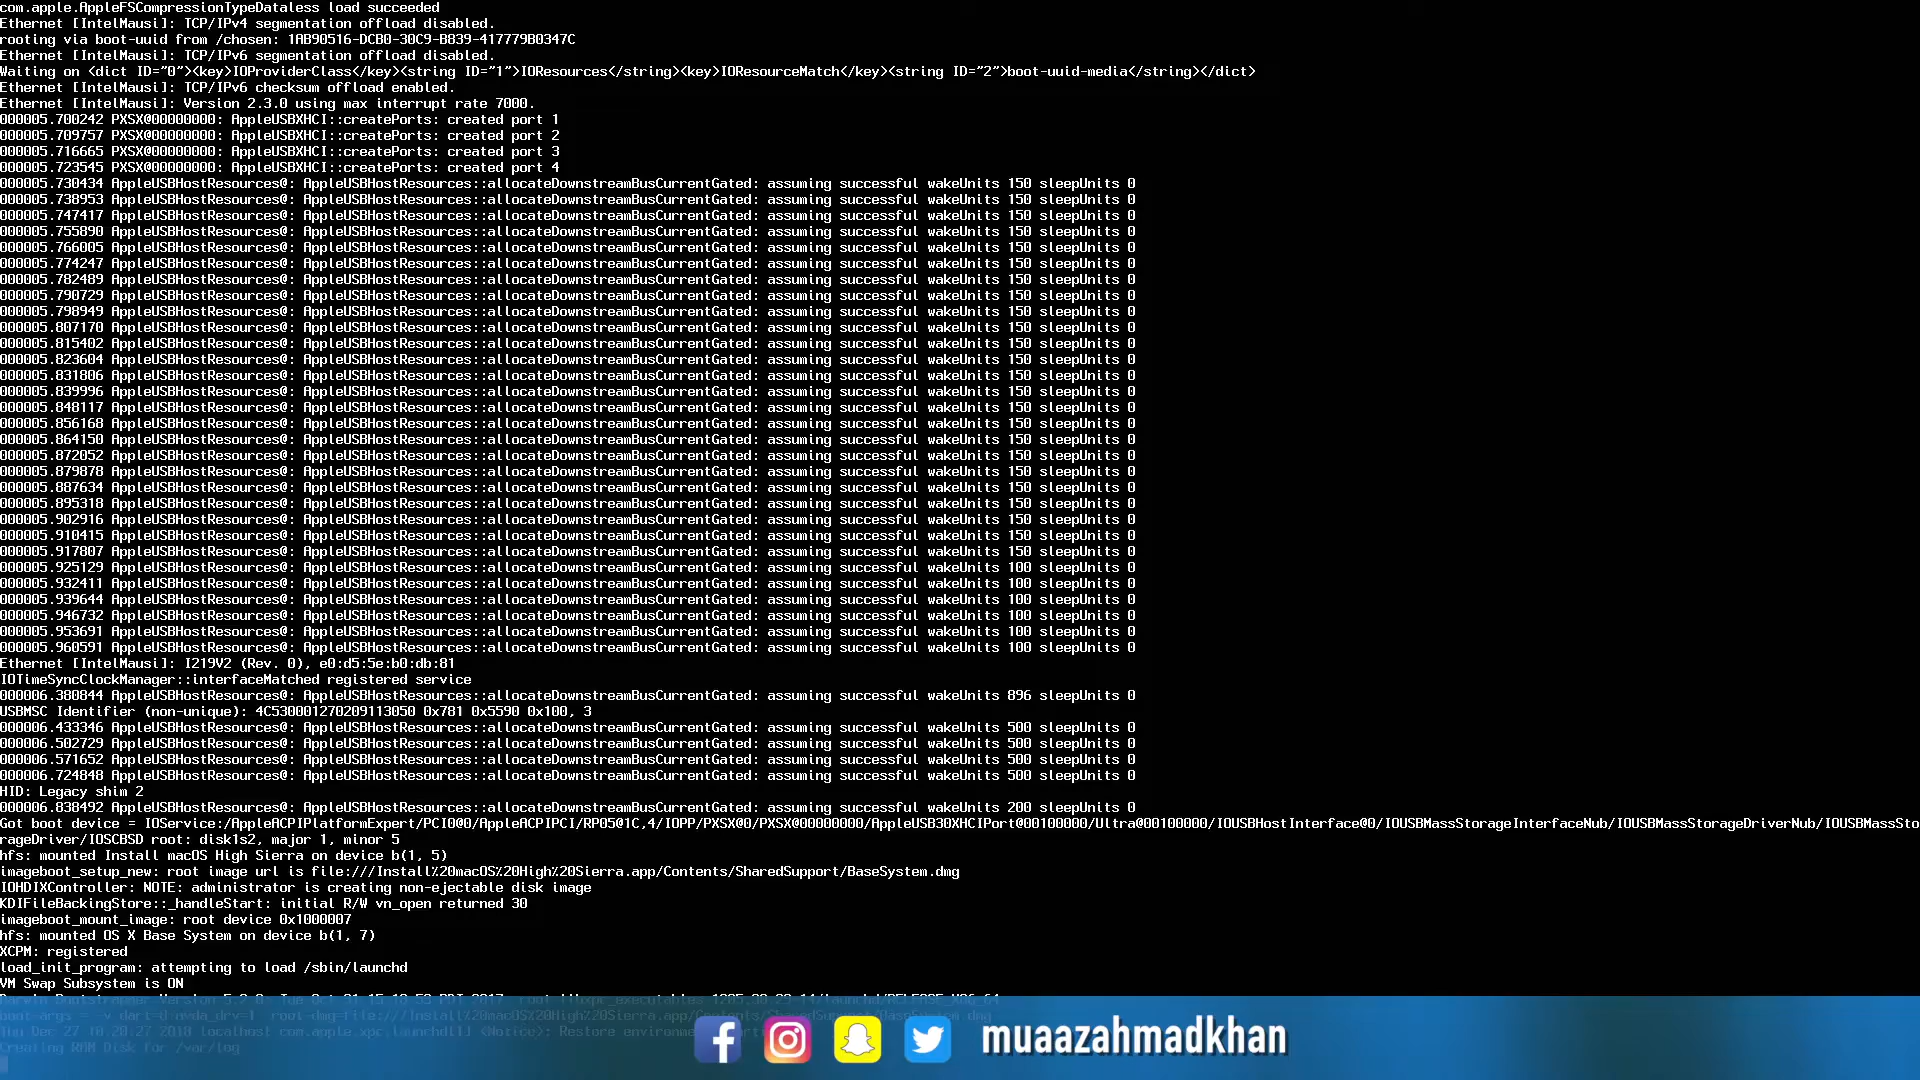 com.apple.AppleFSCompressionTypeDataless load succeeded
Ethernet [IntelMausi]: TCP/IPv4 segmentation offload disabled.
rooting via boot-uuid from /chosen: 1AB90516-DCB0-30C9-B839-417779B0347C
Ethernet [IntelMausi]: TCP/IPv6 segmentation offload disabled.
Waiting on <dict ID="0"><key>IOProviderClass</key><string ID="1">IOResources</string><key>IOResourceMatch</key><string ID="2">boot-uuid-media</string></dict>
Ethernet [IntelMausi]: TCP/IPv6 checksum offload enabled.
Ethernet [IntelMausi]: Version 2.3.0 using max interrupt rate 7000.
000005.700242 PXSX@00000000: AppleUSBXHCI::createPorts: created port 1
000005.709757 PXSX@00000000: AppleUSBXHCI::createPorts: created port 2
000005.716665 PXSX@00000000: AppleUSBXHCI::createPorts: created port 3
000005.723545 PXSX@00000000: AppleUSBXHCI::createPorts: created port 4
000005.730434 AppleUSBHostResources@: AppleUSBHostResources::allocateDownstreamBusCurrentGated: assuming successful wakeUnits 150 sleepUnits 0
000005.738953 AppleUSBHostResources@: AppleUSBHostResources::allocateDownstreamBusCurrentGated: assuming successful wakeUnits 150 sleepUnits 0
000005.747417 AppleUSBHostResources@: AppleUSBHostResources::allocateDownstreamBusCurrentGated: assuming successful wakeUnits 150 sleepUnits 0
000005.755890 AppleUSBHostResources@: AppleUSBHostResources::allocateDownstreamBusCurrentGated: assuming successful wakeUnits 150 sleepUnits 0
000005.766005 AppleUSBHostResources@: AppleUSBHostResources::allocateDownstreamBusCurrentGated: assuming successful wakeUnits 150 sleepUnits 0
000005.774247 AppleUSBHostResources@: AppleUSBHostResources::allocateDownstreamBusCurrentGated: assuming successful wakeUnits 150 sleepUnits 0
000005.782489 AppleUSBHostResources@: AppleUSBHostResources::allocateDownstreamBusCurrentGated: assuming successful wakeUnits 150 sleepUnits 0
000005.790729 AppleUSBHostResources@: AppleUSBHostResources::allocateDownstreamBusCurrentGated: assuming successful wakeUnits 150 sleepUnits 0
000005.798949 AppleUSBHostResources@: AppleUSBHostResources::allocateDownstreamBusCurrentGated: assuming successful wakeUnits 150 sleepUnits 0
000005.807170 AppleUSBHostResources@: AppleUSBHostResources::allocateDownstreamBusCurrentGated: assuming successful wakeUnits 150 sleepUnits 0
000005.815402 AppleUSBHostResources@: AppleUSBHostResources::allocateDownstreamBusCurrentGated: assuming successful wakeUnits 150 sleepUnits 0
000005.823604 AppleUSBHostResources@: AppleUSBHostResources::allocateDownstreamBusCurrentGated: assuming successful wakeUnits 150 sleepUnits 0
000005.831806 AppleUSBHostResources@: AppleUSBHostResources::allocateDownstreamBusCurrentGated: assuming successful wakeUnits 150 sleepUnits 0
000005.839996 AppleUSBHostResources@: AppleUSBHostResources::allocateDownstreamBusCurrentGated: assuming successful wakeUnits 150 sleepUnits 0
000005.848117 AppleUSBHostResources@: AppleUSBHostResources::allocateDownstreamBusCurrentGated: assuming successful wakeUnits 150 sleepUnits 0
000005.856168 AppleUSBHostResources@: AppleUSBHostResources::allocateDownstreamBusCurrentGated: assuming successful wakeUnits 150 sleepUnits 0
000005.864150 AppleUSBHostResources@: AppleUSBHostResources::allocateDownstreamBusCurrentGated: assuming successful wakeUnits 150 sleepUnits 0
000005.872052 AppleUSBHostResources@: AppleUSBHostResources::allocateDownstreamBusCurrentGated: assuming successful wakeUnits 150 sleepUnits 0
000005.879878 AppleUSBHostResources@: AppleUSBHostResources::allocateDownstreamBusCurrentGated: assuming successful wakeUnits 150 sleepUnits 0
000005.887634 AppleUSBHostResources@: AppleUSBHostResources::allocateDownstreamBusCurrentGated: assuming successful wakeUnits 150 sleepUnits 0
000005.895318 AppleUSBHostResources@: AppleUSBHostResources::allocateDownstreamBusCurrentGated: assuming successful wakeUnits 150 sleepUnits 0
000005.902916 AppleUSBHostResources@: AppleUSBHostResources::allocateDownstreamBusCurrentGated: assuming successful wakeUnits 150 sleepUnits 0
000005.910415 AppleUSBHostResources@: AppleUSBHostResources::allocateDownstreamBusCurrentGated: assuming successful wakeUnits 150 sleepUnits 0
000005.917807 AppleUSBHostResources@: AppleUSBHostResources::allocateDownstreamBusCurrentGated: assuming successful wakeUnits 150 sleepUnits 0
000005.925129 AppleUSBHostResources@: AppleUSBHostResources::allocateDownstreamBusCurrentGated: assuming successful wakeUnits 100 sleepUnits 0
000005.932411 AppleUSBHostResources@: AppleUSBHostResources::allocateDownstreamBusCurrentGated: assuming successful wakeUnits 100 sleepUnits 0
000005.939644 AppleUSBHostResources@: AppleUSBHostResources::allocateDownstreamBusCurrentGated: assuming successful wakeUnits 100 sleepUnits 0
000005.946732 AppleUSBHostResources@: AppleUSBHostResources::allocateDownstreamBusCurrentGated: assuming successful wakeUnits 100 sleepUnits 0
000005.953691 AppleUSBHostResources@: AppleUSBHostResources::allocateDownstreamBusCurrentGated: assuming successful wakeUnits 100 sleepUnits 0
000005.960591 AppleUSBHostResources@: AppleUSBHostResources::allocateDownstreamBusCurrentGated: assuming successful wakeUnits 100 sleepUnits 0
Ethernet [IntelMausi]: I219V2 (Rev. 0), e0:d5:5e:b0:db:81
IOTimeSyncClockManager::interfaceMatched registered service
000006.380844 AppleUSBHostResources@: AppleUSBHostResources::allocateDownstreamBusCurrentGated: assuming successful wakeUnits 896 sleepUnits 0
USBMSC Identifier (non-unique): 4C530001270209113050 0x781 0x5590 0x100, 3
000006.433346 AppleUSBHostResources@: AppleUSBHostResources::allocateDownstreamBusCurrentGated: assuming successful wakeUnits 500 sleepUnits 0
000006.502729 AppleUSBHostResources@: AppleUSBHostResources::allocateDownstreamBusCurrentGated: assuming successful wakeUnits 500 sleepUnits 0
000006.571652 AppleUSBHostResources@: AppleUSBHostResources::allocateDownstreamBusCurrentGated: assuming successful wakeUnits 500 sleepUnits 0
000006.724848 AppleUSBHostResources@: AppleUSBHostResources::allocateDownstreamBusCurrentGated: assuming successful wakeUnits 500 sleepUnits 0
HID: Legacy shim 2
000006.838492 AppleUSBHostResources@: AppleUSBHostResources::allocateDownstreamBusCurrentGated: assuming successful wakeUnits 200 sleepUnits 0
Got boot device = IOService:/AppleACPIPlatformExpert/PCI0@0/AppleACPIPCI/RP05@1C,4/IOPP/PXSX@0/PXSX@00000000/AppleUSB30XHCIPort@00100000/Ultra@00100000/IOUSBHostInterface@0/IOUSBMassStorageInterfaceNub/IOUSBMassStorageDriverNub/IOUSBMassSto
rageDriver/IOSCBSD root: disk1s2, major 1, minor 5
hfs: mounted Install macOS High Sierra on device b(1, 5)
imageboot_setup_new: root image url is file:///Install%20macOS%20High%20Sierra.app/Contents/SharedSupport/BaseSystem.dmg
IOHDIXController: NOTE: administrator is creating non-ejectable disk image
KDIFileBackingStore::_handleStart: initial R/W vn_open returned 30
imageboot_mount_image: root device 0x1000007
hfs: mounted OS X Base System on device b(1, 7)
XCPM: registered
load_init_program: attempting to load /sbin/launchd
VM Swap Subsystem is ON
Darwin Bootstrapper Version
Thu Dec 27 localhost com.apple.xpc.launchd[1] <Notice>: Restore environment
Creating RAM Disk for /var/log
muaazahmadkhan